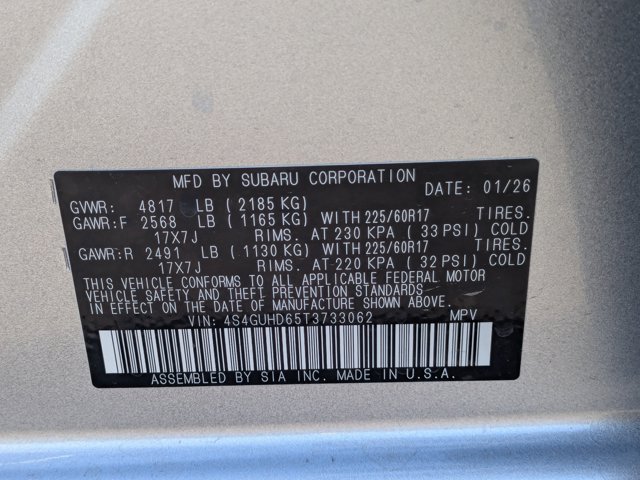 MFD BY SUBARU CORPORATION
DATE: 01/26
GVWR: 4817 LB (2185 KG)
GAWR:F 2568 LB (1165 KG) WITH 225/60R17 TIRES.
17X7J RIMS. AT 230 KPA (33 PSI) COLD
GAWR:R 2491 LB (1130 KG) WITH 225/60R17 TIRES.
17X7J RIMS. AT 220 KPA (32 PSI) COLD
THIS VEHICLE CONFORMS TO ALL APPLICABLE FEDERAL MOTOR
VEHICLE SAFETY AND THEFT PREVENTION STANDARDS
IN EFFECT ON THE DATE OF MANUFACTURE SHOWN ABOVE.
VIN: 4S4GUHD65T3733062 MPV
ASSEMBLED BY SIA INC. MADE IN U.S.A.